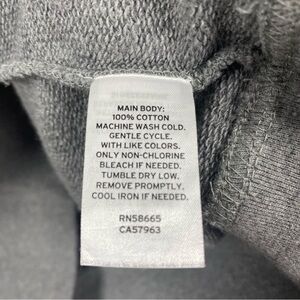 MAIN BODY:
100% COTTON
MACHINE WASH COLD.
GENTLE CYCLE.
WITH LIKE COLORS.
ONLY NON-CHLORINE
BLEACH IF NEEDED.
TUMBLE DRY LOW.
REMOVE PROMPTLY.
COOL IRON IF NEEDED.
RN58665
CA57963